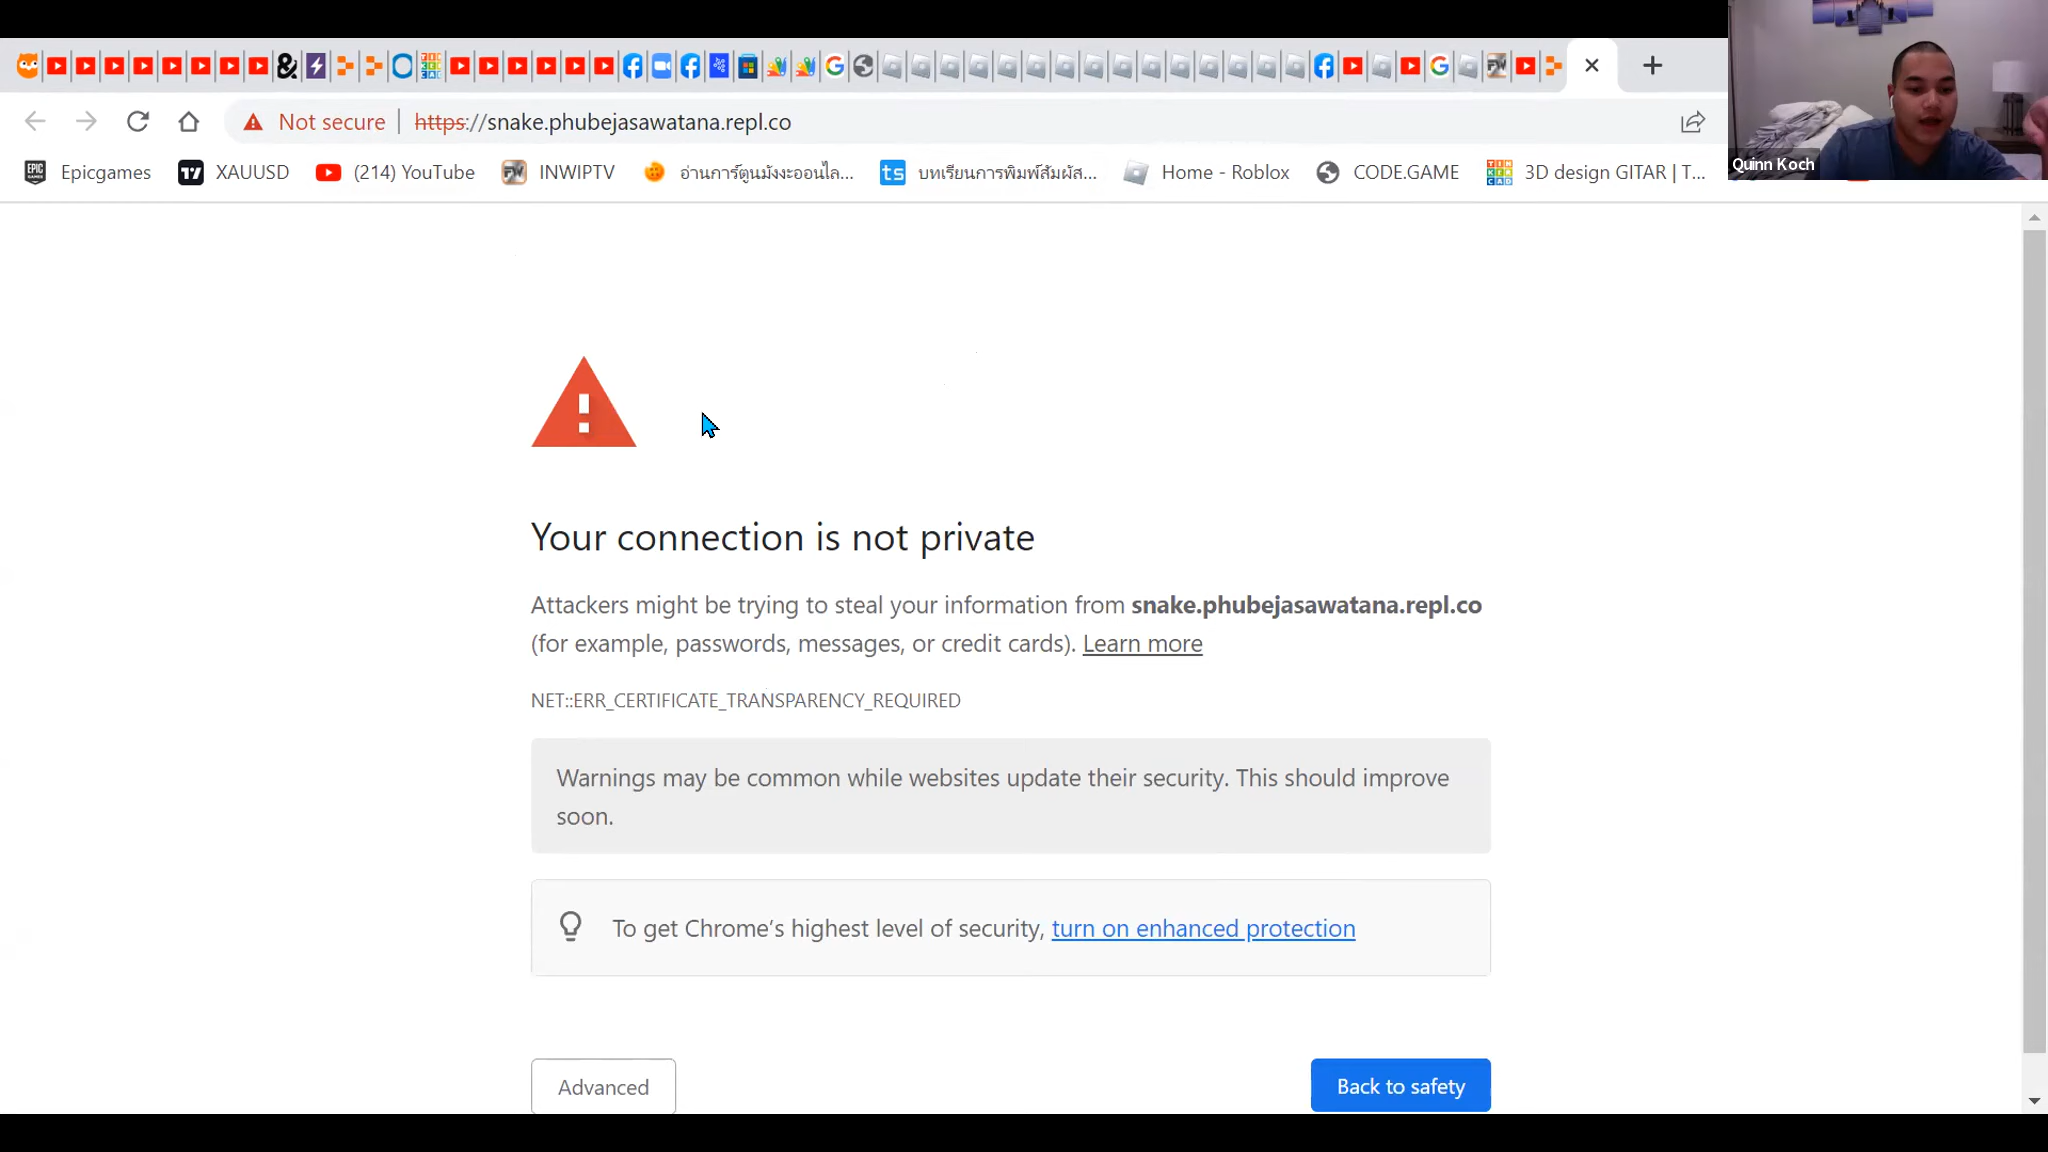 Not secure | https://snake.phubejasawatana.repl.co
Epicgames XAUUSD (214) YouTube INWIPTV อ่านการ์ตูนมังงะออนไล... บทเรียนการพิมพ์สัมผัส... Home - Roblox CODE.GAME 3D design GITAR | T...
Quinn Koch
Your connection is not private
Attackers might be trying to steal your information from snake.phubejasawatana.repl.co
(for example, passwords, messages, or credit cards). Learn more
NET::ERR_CERTIFICATE_TRANSPARENCY_REQUIRED
Warnings may be common while websites update their security. This should improve
soon.
To get Chrome’s highest level of security, turn on enhanced protection
Advanced
Back to safety